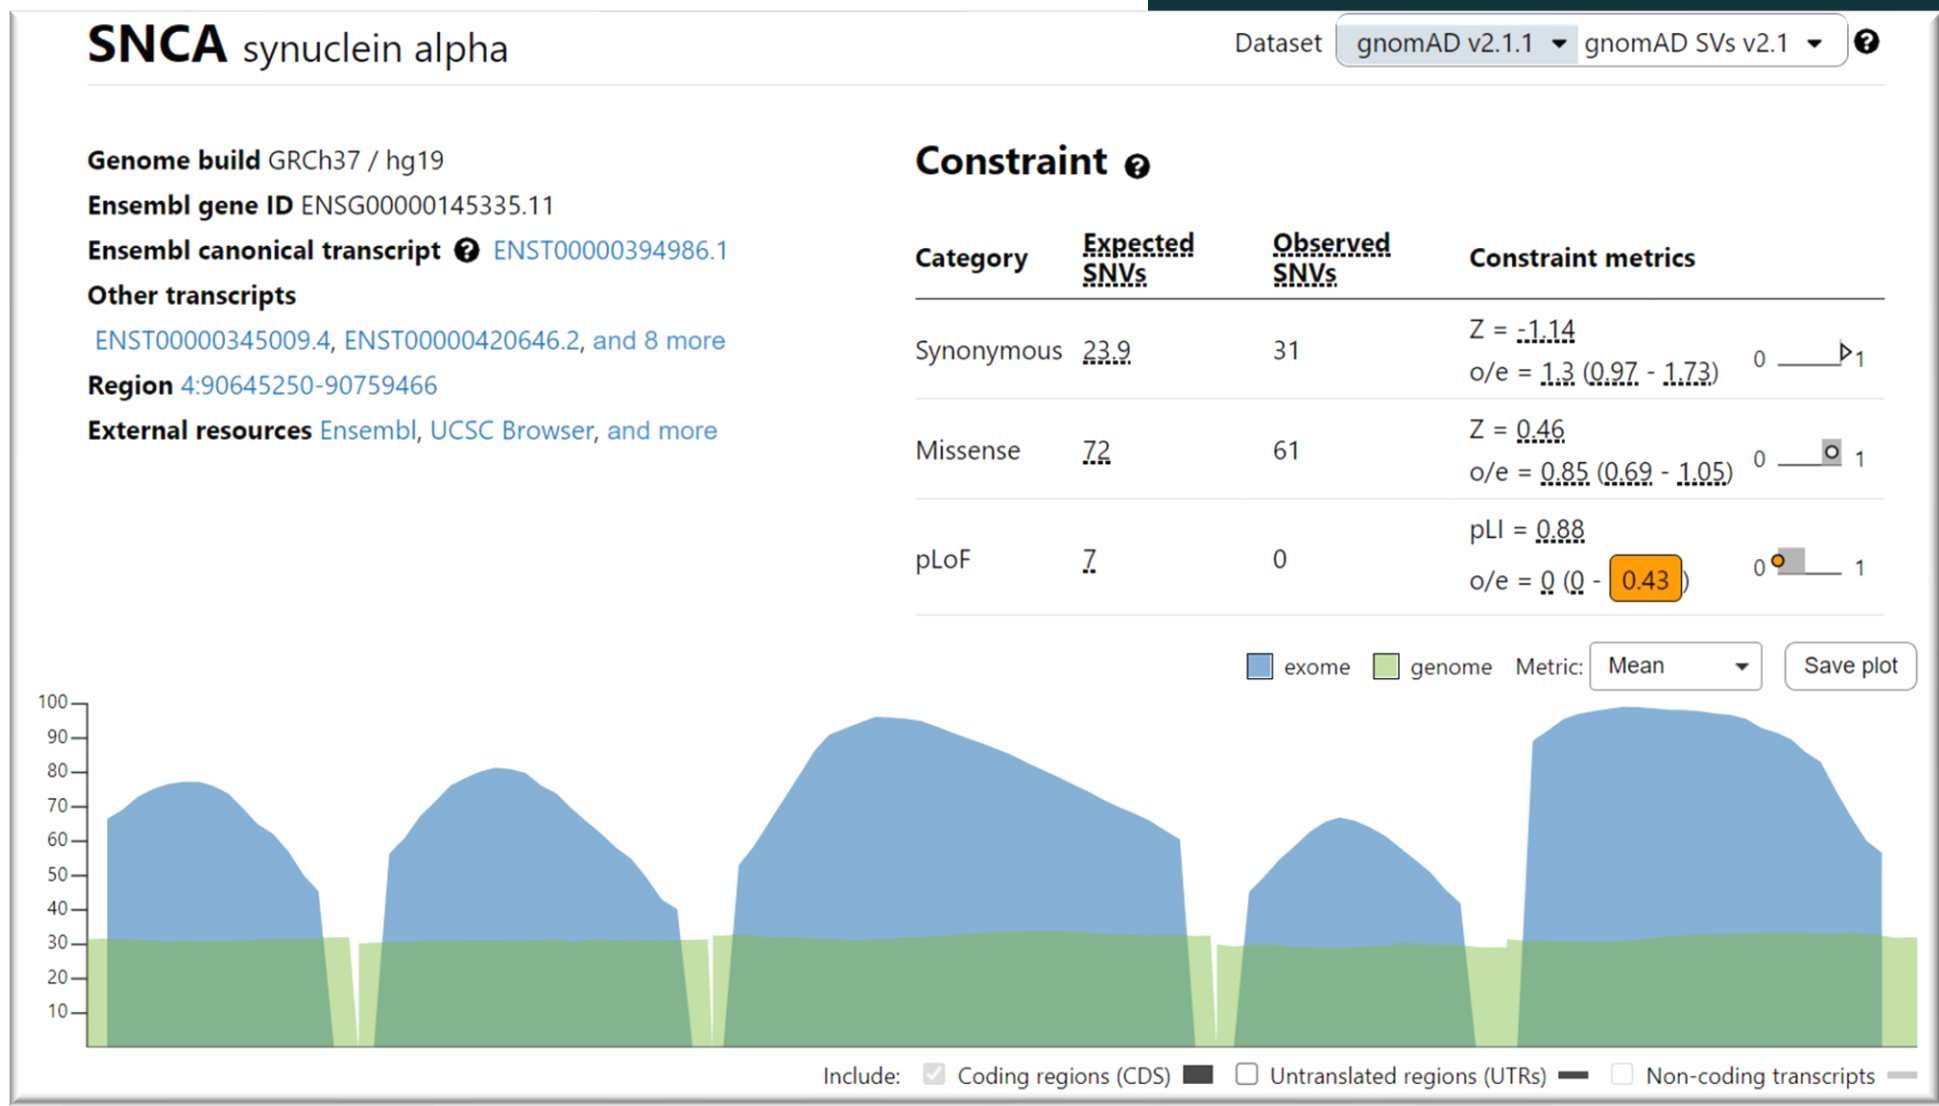 SNCA synuclein alpha
Dataset gnomAD v2.1.1 gnomAD SVs v2.1 ?
Genome build GRCh37 / hg19
Ensembl gene ID ENSG00000145335.11
Ensembl canonical transcript ? ENST00000394986.1
Other transcripts
ENST00000345009.4, ENST00000420646.2, and 8 more
Region 4:90645250-90759466
External resources Ensembl, UCSC Browser, and more
Constraint ?
Category Expected SNVs Observed SNVs Constraint metrics
Synonymous 23.9 31 Z = -1.14
o/e = 1.3 (0.97 - 1.73) 0 1
Missense 72 61 Z = 0.46
o/e = 0.85 (0.69 - 1.05) 0 1
pLoF 7 0 pLI = 0.88
o/e = 0 (0 - 0.43) 0 1
exome genome Metric: Mean Save plot
100
90
80
70
60
50
40
30
20
10
Include: Coding regions (CDS) Untranslated regions (UTRs) Non-coding transcripts